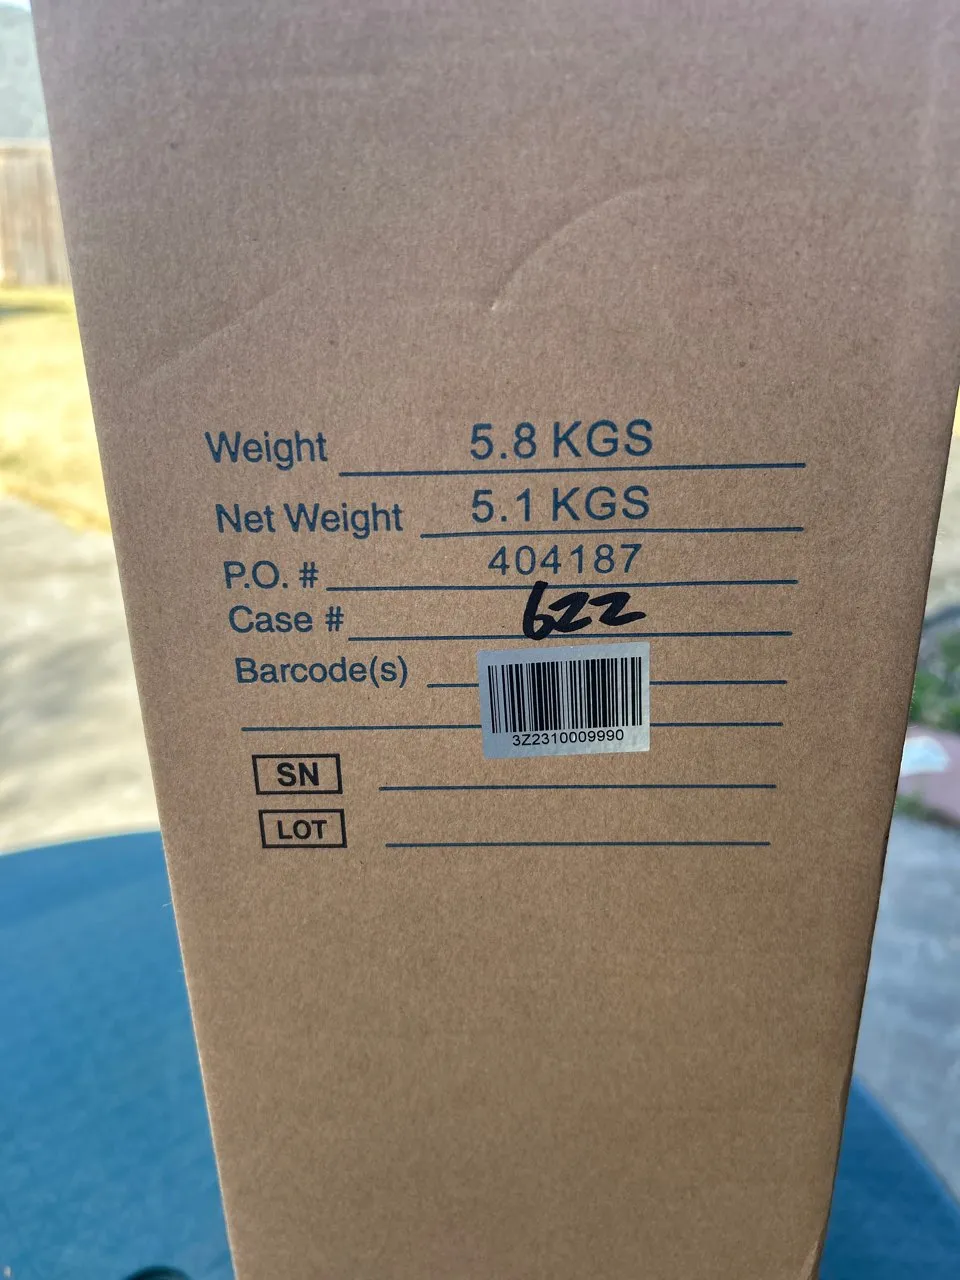 Weight 5.8 KGS
Net Weight 5.1 KGS
P.O. # 404187
Case # 622
Barcode(s)
3Z2310009990
SN
LOT